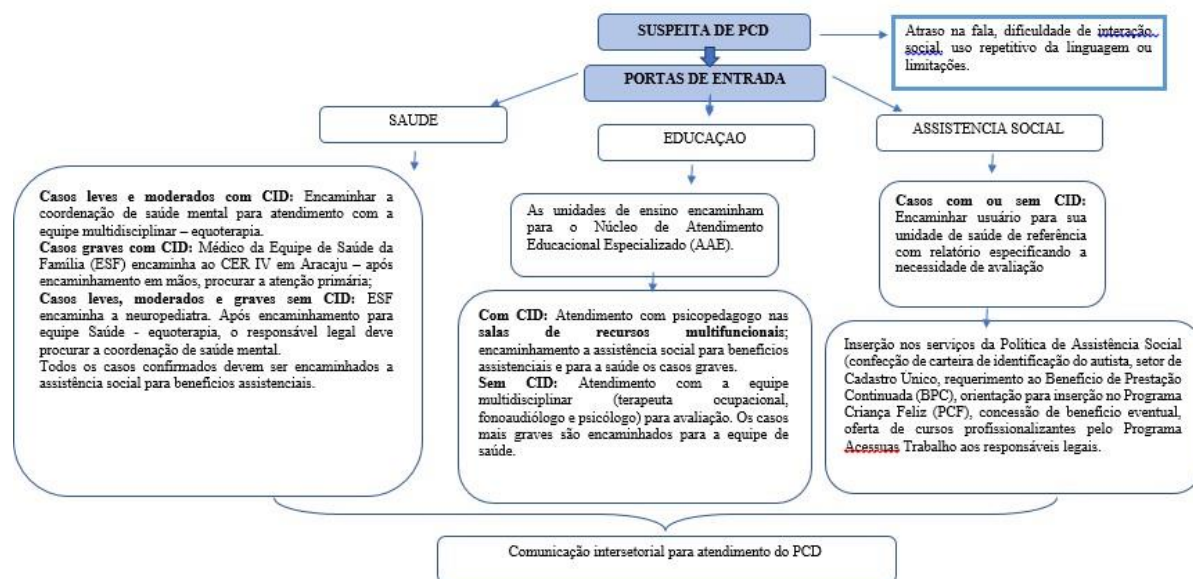 SUSPEITA DE PCD
Atraso na fala, dificuldade de interação
social, uso repetitivo da linguagem ou
limitações.
PORTAS DE ENTRADA
SAUDE
EDUCAÇAO
ASSISTENCIA SOCIAL
Casos leves e moderados com CID: Encaminhar a
coordenação de saúde mental para atendimento com a
equipe multidisciplinar – equoterapia.
Casos graves com CID: Médico da Equipe de Saúde da
Família (ESF) encaminha ao CER IV em Aracaju – após
encaminhamento em mãos, procurar a atenção primária;
Casos leves, moderados e graves sem CID: ESF
encaminha a neuropediatra. Após encaminhamento para
equipe Saúde - equoterapia, o responsável legal deve
procurar a coordenação de saúde mental.
Todos os casos confirmados devem ser encaminhados a
assistência social para benefícios assistenciais.
As unidades de ensino encaminham
para o Núcleo de Atendimento
Educacional Especializado (AAE).
Com CID: Atendimento com psicopedagogo nas
salas de recursos multifuncionais;
encaminhamento a assistência social para benefícios
assistenciais e para a saúde os casos graves.
Sem CID: Atendimento com a equipe
multidisciplinar (terapeuta ocupacional,
fonoaudiólogo e psicólogo) para avaliação. Os casos
mais graves são encaminhados para a equipe de
saúde.
Casos com ou sem CID:
Encaminhar usuário para sua
unidade de saúde de referência
com relatório especificando a
necessidade de avaliação
Inserção nos serviços da Política de Assistência Social
(confecção de carteira de identificação do autista, setor de
Cadastro Unico, requerimento ao Benefício de Prestação
Continuada (BPC), orientação para inserção no Programa
Criança Feliz (PCF), concessão de benefício eventual,
oferta de cursos profissionalizantes pelo Programa
Acessuas Trabalho aos responsáveis legais.
Comunicação intersetorial para atendimento do PCD